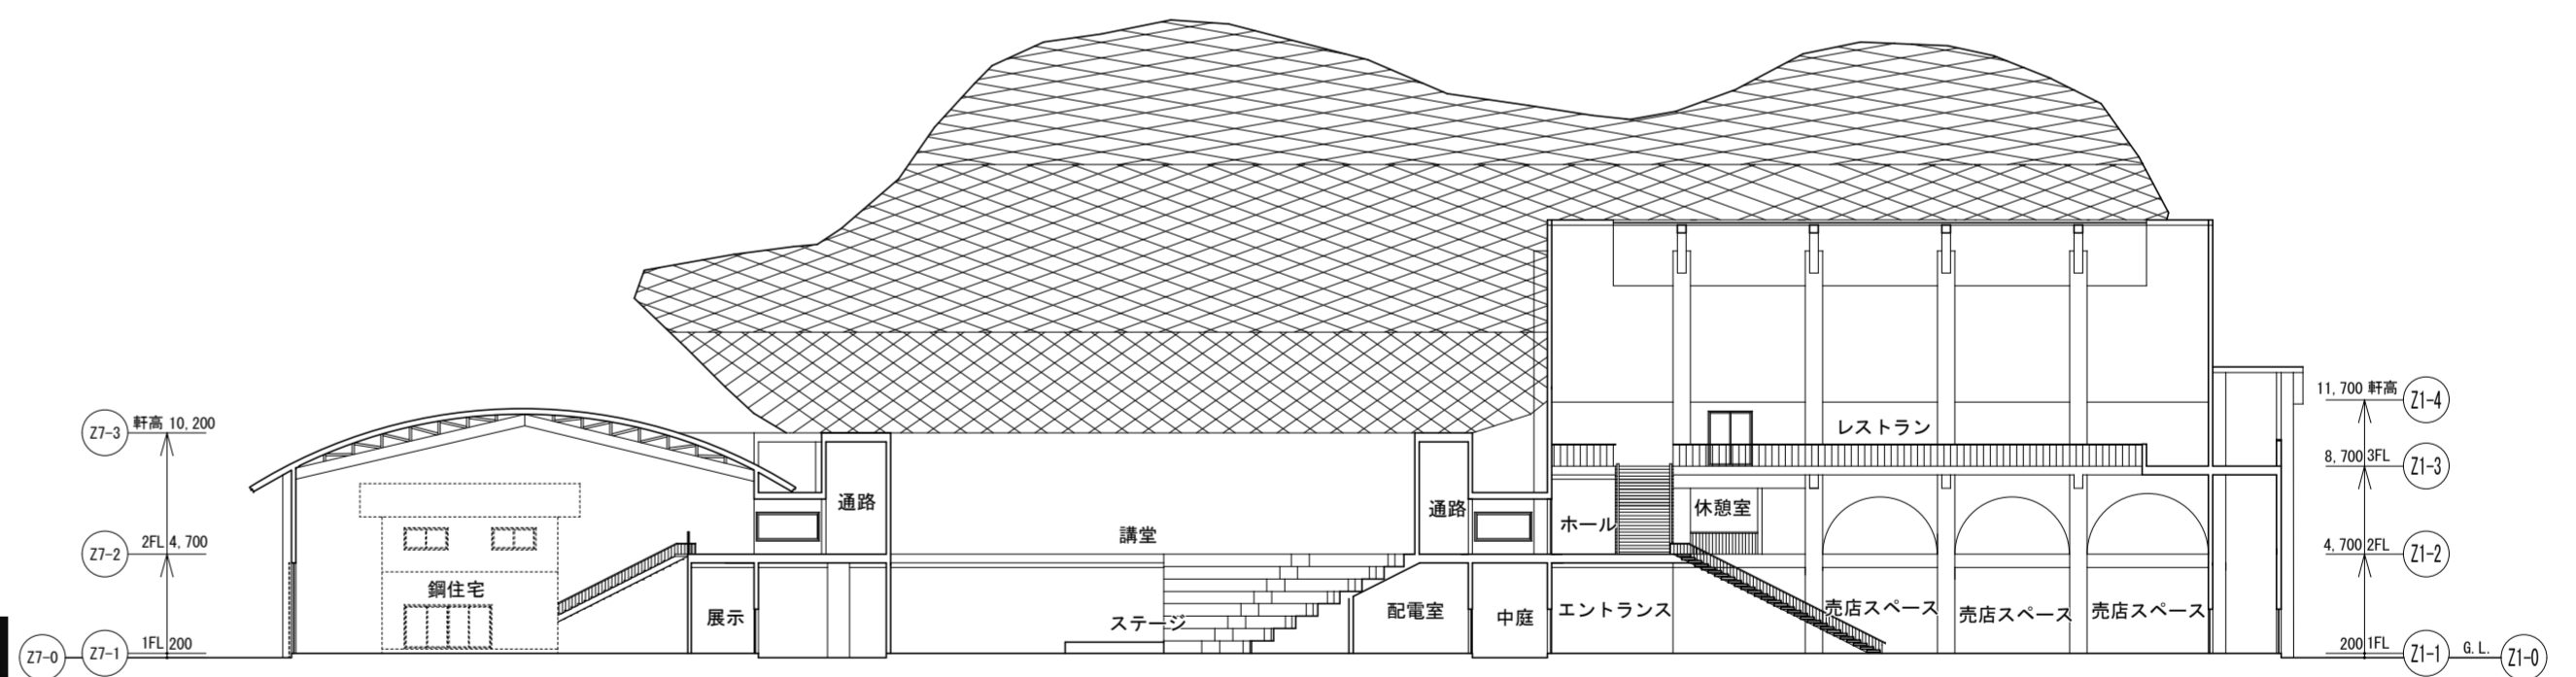 Z7-3 軒高 10,200
Z7-2 2FL 4,700
Z7-0 Z7-1 1FL 200
鋼住宅
展示
通路
講堂
ステージ
通路
配電室
中庭
ホール
エントランス
休憩室
レストラン
売店スペース
売店スペース
売店スペース
11,700 軒高 Z1-4
8,700 3FL Z1-3
4,700 2FL Z1-2
200 1FL Z1-1 G.L. Z1-0